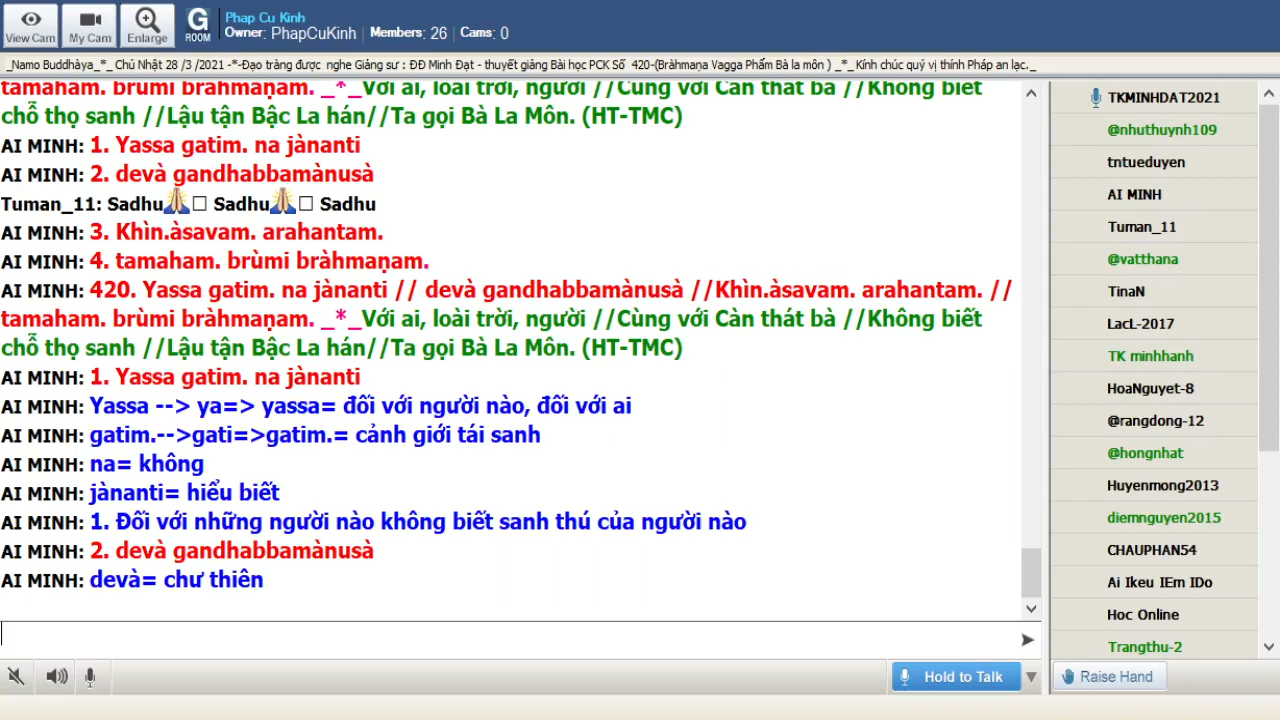 View Cam
My Cam
Enlarge
G
ROOM
Phap Cu Kinh
Owner: PhapCuKinh Members: 26 Cams: 0
_Namo Buddhàya_*_ Chủ Nhật 28 /3 /2021 -*-Đạo tràng được nghe Giảng sư : ĐĐ Minh Đạt - thuyết giảng Bài học PCK Số 420-(Bràhmaṇa Vagga Phẩm Bà la môn ) _*_ Kính chúc quý vị thính Pháp an lạc._
tamaham. brùmi bràhmaṇam. _*_Với ai, loài trời, người //Cùng với Càn thát bà //Không biết
chỗ thọ sanh //Lậu tận Bậc La hán//Ta gọi Bà La Môn. (HT-TMC)
AI MINH: 1. Yassa gatim. na jànanti
AI MINH: 2. devà gandhabbamànusà
Tuman_11: Sadhu🙏□ Sadhu🙏□ Sadhu
AI MINH: 3. Khìn.àsavam. arahantam.
AI MINH: 4. tamaham. brùmi bràhmaṇam.
AI MINH: 420. Yassa gatim. na jànanti // devà gandhabbamànusà //Khìn.àsavam. arahantam. //
tamaham. brùmi bràhmaṇam. _*_Với ai, loài trời, người //Cùng với Càn thát bà //Không biết
chỗ thọ sanh //Lậu tận Bậc La hán//Ta gọi Bà La Môn. (HT-TMC)
AI MINH: 1. Yassa gatim. na jànanti
AI MINH: Yassa --> ya=> yassa= đối với người nào, đối với ai
AI MINH: gatim.-->gati=>gatim.= cảnh giới tái sanh
AI MINH: na= không
AI MINH: jànanti= hiểu biết
AI MINH: 1. Đối với những người nào không biết sanh thú của người nào
AI MINH: 2. devà gandhabbamànusà
AI MINH: devà= chư thiên
TKMINHDAT2021
@nhuthuynh109
tntueduyen
AI MINH
Tuman_11
@vatthana
TinaN
LacL-2017
TK minhhanh
HoaNguyet-8
@rangdong-12
@hongnhat
Huyenmong2013
diemnguyen2015
CHAUPHAN54
Ai Ikeu IEm IDo
Hoc Online
Trangthu-2
Hold to Talk
Raise Hand